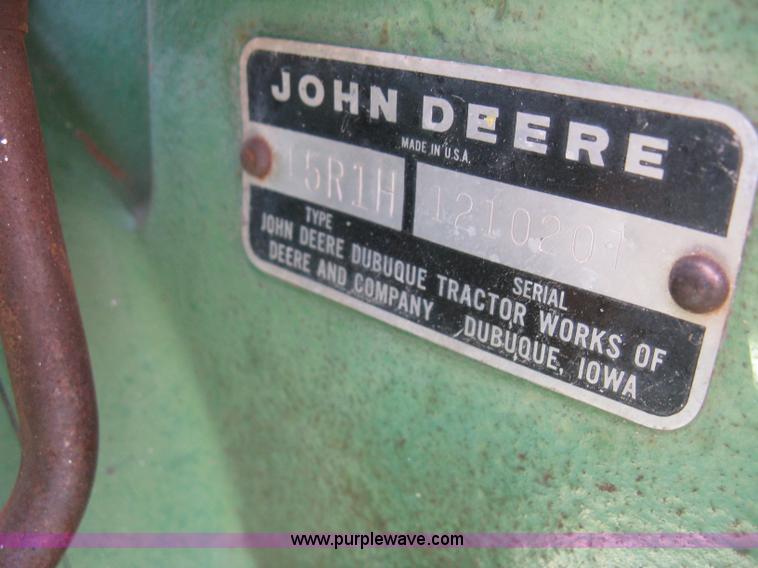 JOHN DEERE
MADE IN U.S.A.
15R1H 1210201
TYPE SERIAL
JOHN DEERE DUBUQUE TRACTOR WORKS OF
DEERE AND COMPANY DUBUQUE, IOWA
www.purplewave.com